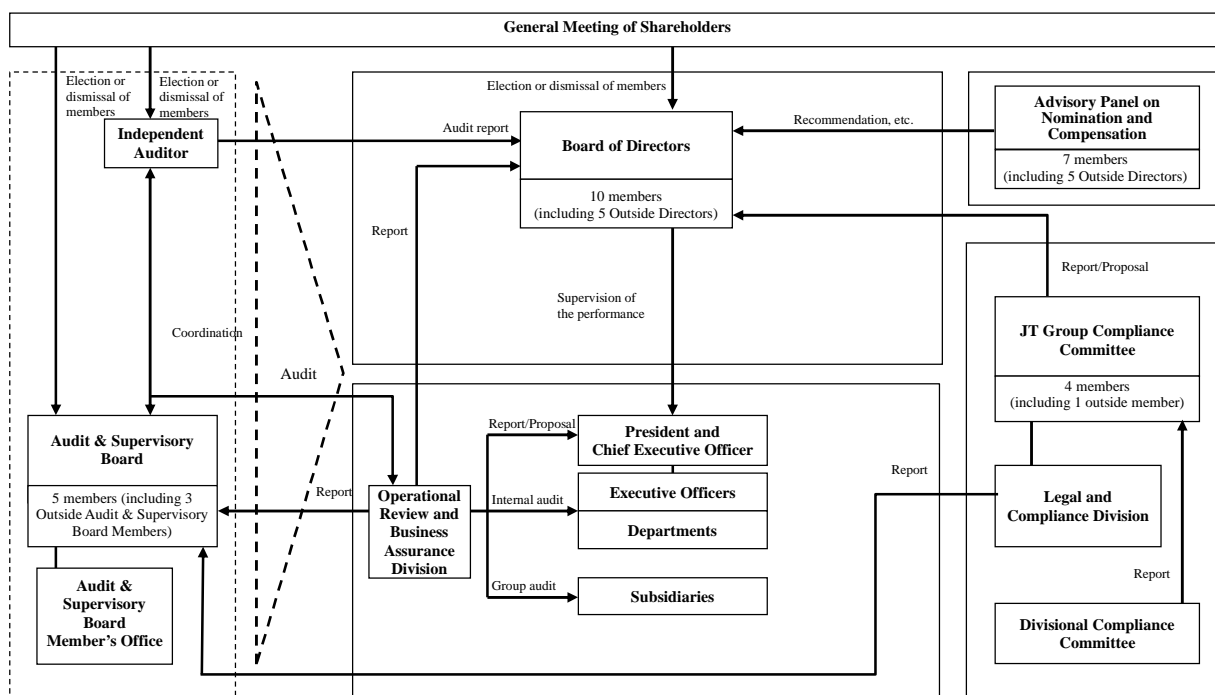 General Meeting of Shareholders
Election or
dismissal of
members
Election or
dismissal of
members
Independent
Auditor
Coordination
Audit & Supervisory
Board
5 members (including 3
Outside Audit & Supervisory
Board Members)
Audit &
Supervisory
Board
Member's Office
Audit
Election or dismissal of members
Audit report
Board of Directors
10 members
(including 5 Outside Directors)
Report
Supervision of
the performance
Recommendation, etc.
Advisory Panel on
Nomination and
Compensation
7 members
(including 5 Outside Directors)
Report/Proposal
JT Group Compliance
Committee
4 members
(including 1 outside member)
Report/Proposal
President and
Chief Executive Officer
Report
Operational
Review and
Business
Assurance
Division
Internal audit
Executive Officers
Departments
Group audit
Subsidiaries
Report
Legal and
Compliance Division
Report
Divisional Compliance
Committee